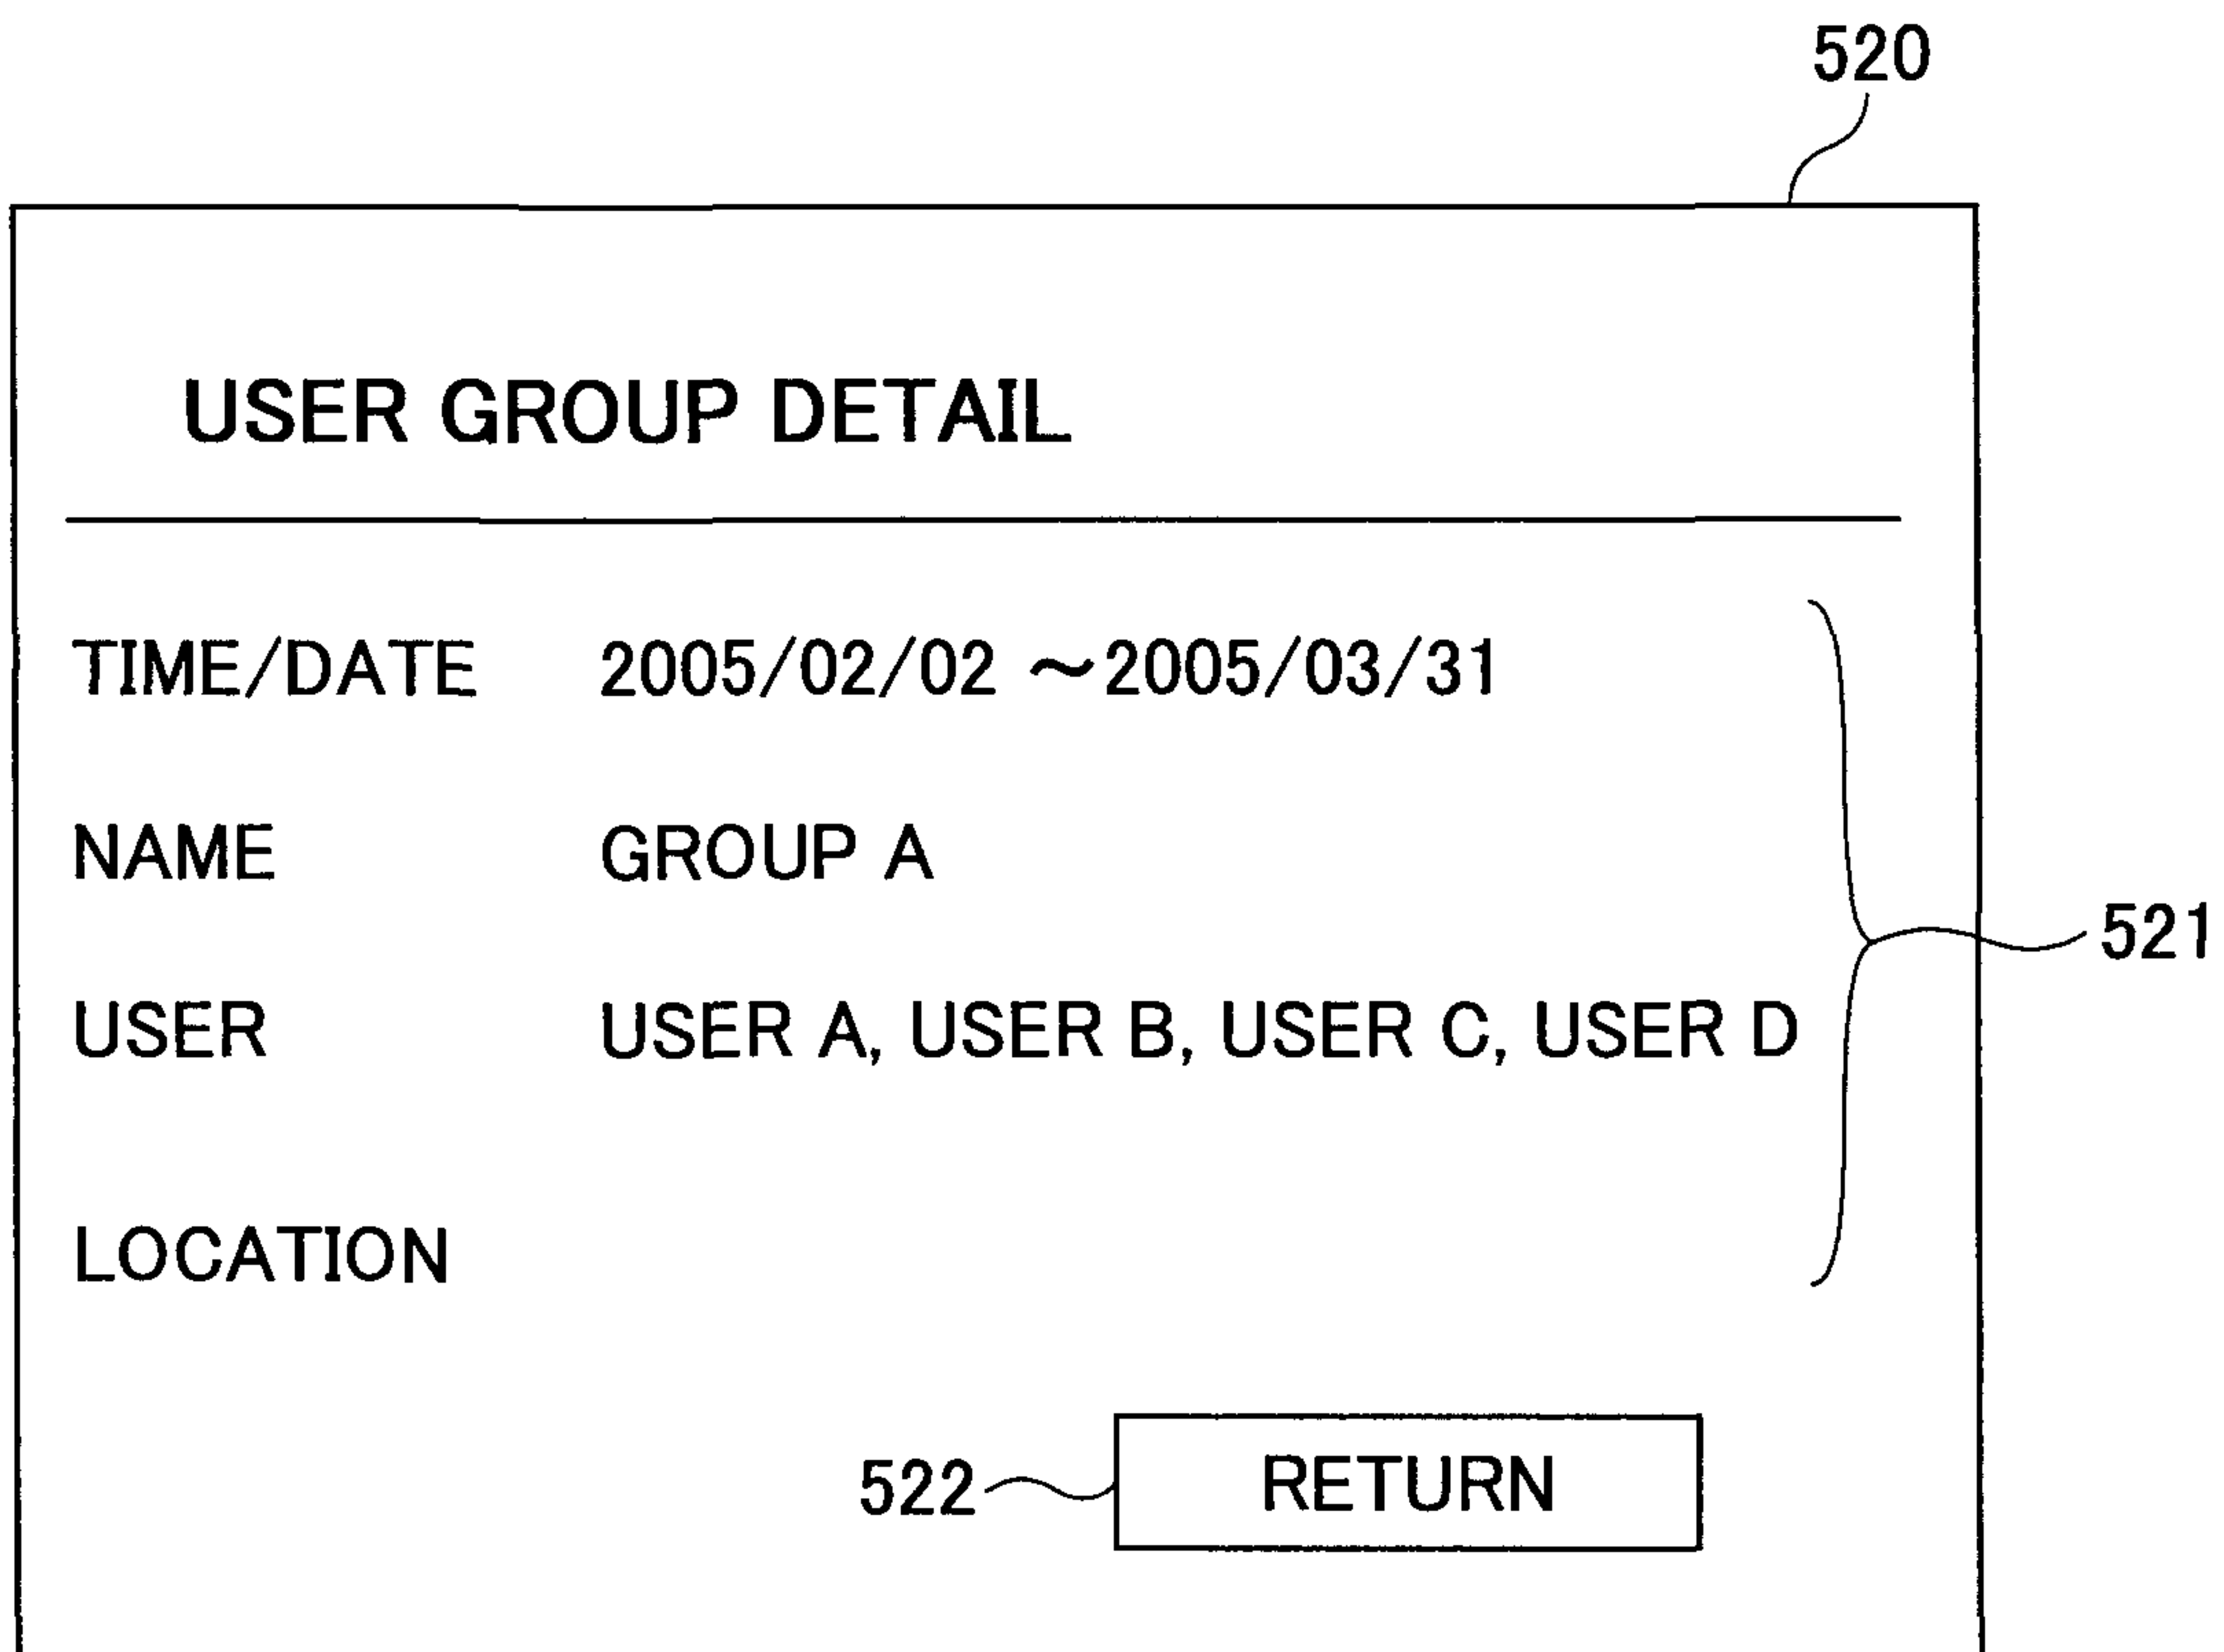 520
USER GROUP DETAIL
TIME/DATE 2005/02/02 ~2005/03/31
NAME GROUP A
521
USER USER A, USER B, USER C, USER D
LOCATION
522 RETURN